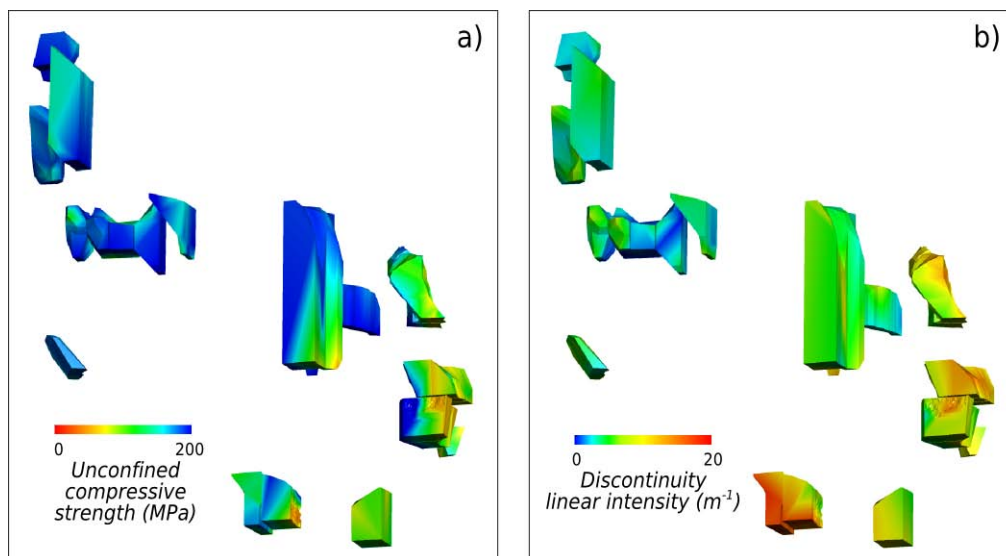 a)
0 200
Unconfined
compressive
strength (MPa)
b)
0 20
Discontinuity
linear intensity (m⁻¹)